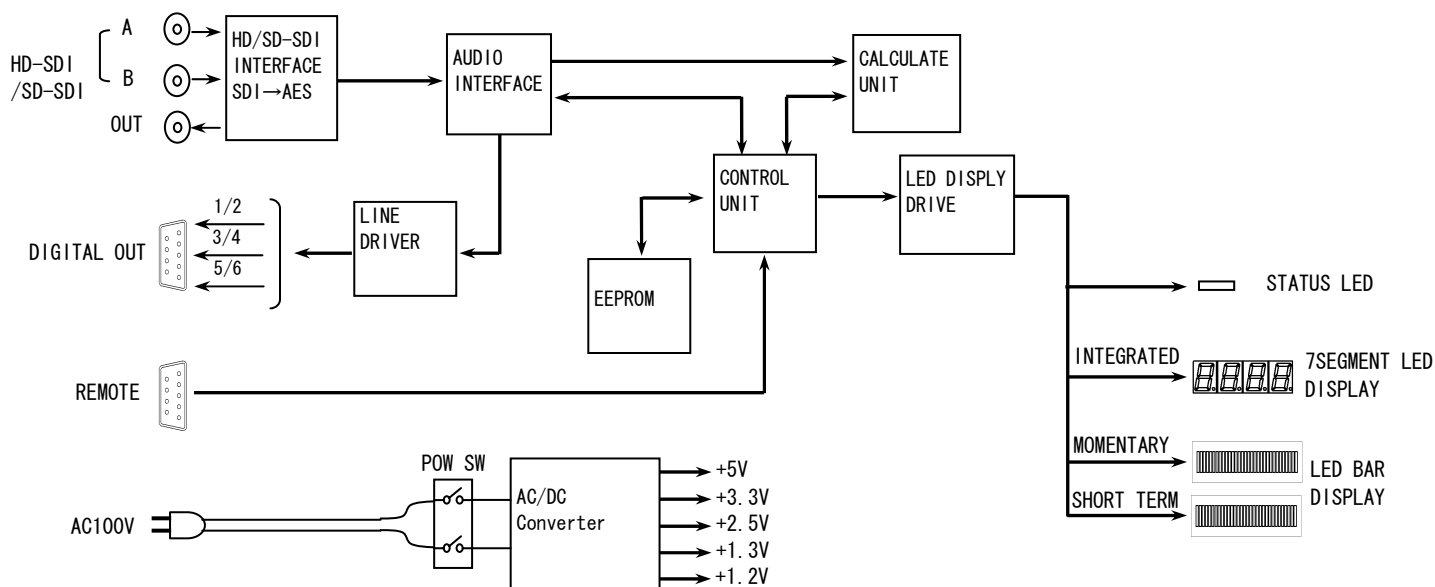 HD-SDI
/SD-SDI
A
B
OUT
HD/SD-SDI
INTERFACE
SDI→AES
AUDIO
INTERFACE
CALCULATE
UNIT
CONTROL
UNIT
LED DISPLY
DRIVE
LINE
DRIVER
EEPROM
DIGITAL OUT
1/2
3/4
5/6
REMOTE
STATUS LED
INTEGRATED
7SEGMENT LED
DISPLAY
MOMENTARY
SHORT TERM
LED BAR
DISPLAY
AC100V
POW SW
AC/DC
Converter
+5V
+3.3V
+2.5V
+1.3V
+1.2V